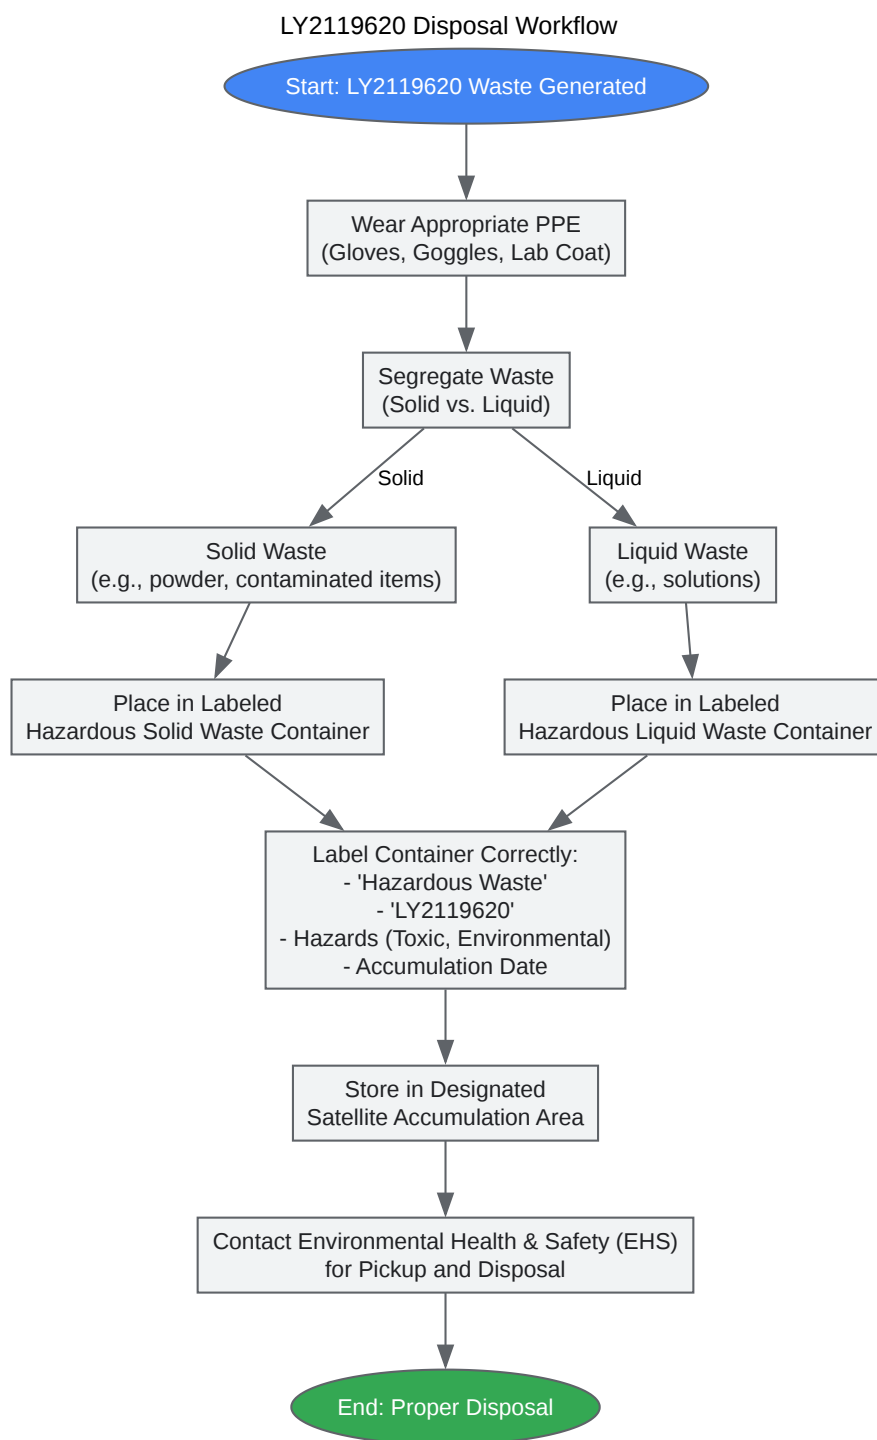 LY2119620 Disposal Workflow
Start: LY2119620 Waste Generated
Wear Appropriate PPE
(Gloves, Goggles, Lab Coat)
Segregate Waste
(Solid vs. Liquid)
Solid
Liquid
Solid Waste
(e.g., powder, contaminated items)
Liquid Waste
(e.g., solutions)
Place in Labeled
Hazardous Solid Waste Container
Place in Labeled
Hazardous Liquid Waste Container
Label Container Correctly:
- 'Hazardous Waste'
- 'LY2119620'
- Hazards (Toxic, Environmental)
- Accumulation Date
Store in Designated
Satellite Accumulation Area
Contact Environmental Health & Safety (EHS)
for Pickup and Disposal
End: Proper Disposal